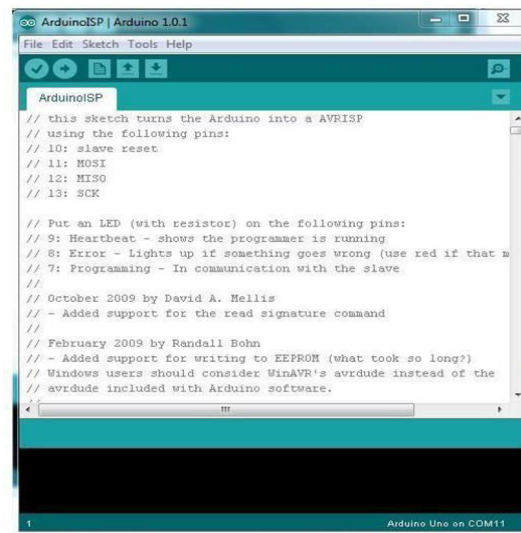 ArduinoISP | Arduino 1.0.1
File Edit Sketch Tools Help
ArduinoISP
// this sketch turns the Arduino into a AVRISP
// using the following pins:
// 10: slave reset
// 11: MOSI
// 12: MISO
// 13: SCK
// Put an LED (with resistor) on the following pins:
// 9: Heartbeat - shows the programmer is running
// 8: Error - Lights up if something goes wrong (use red if that m
// 7: Programming - In communication with the slave
//
// October 2009 by David A. Mellis
// - Added support for the read signature command
//
// February 2009 by Randall Bohn
// - Added support for writing to EEPROM (what took so long?)
// Windows users should consider WinAVR's avrdude instead of the
// avrdude included with Arduino software.
//
1
Arduino Uno on COM11